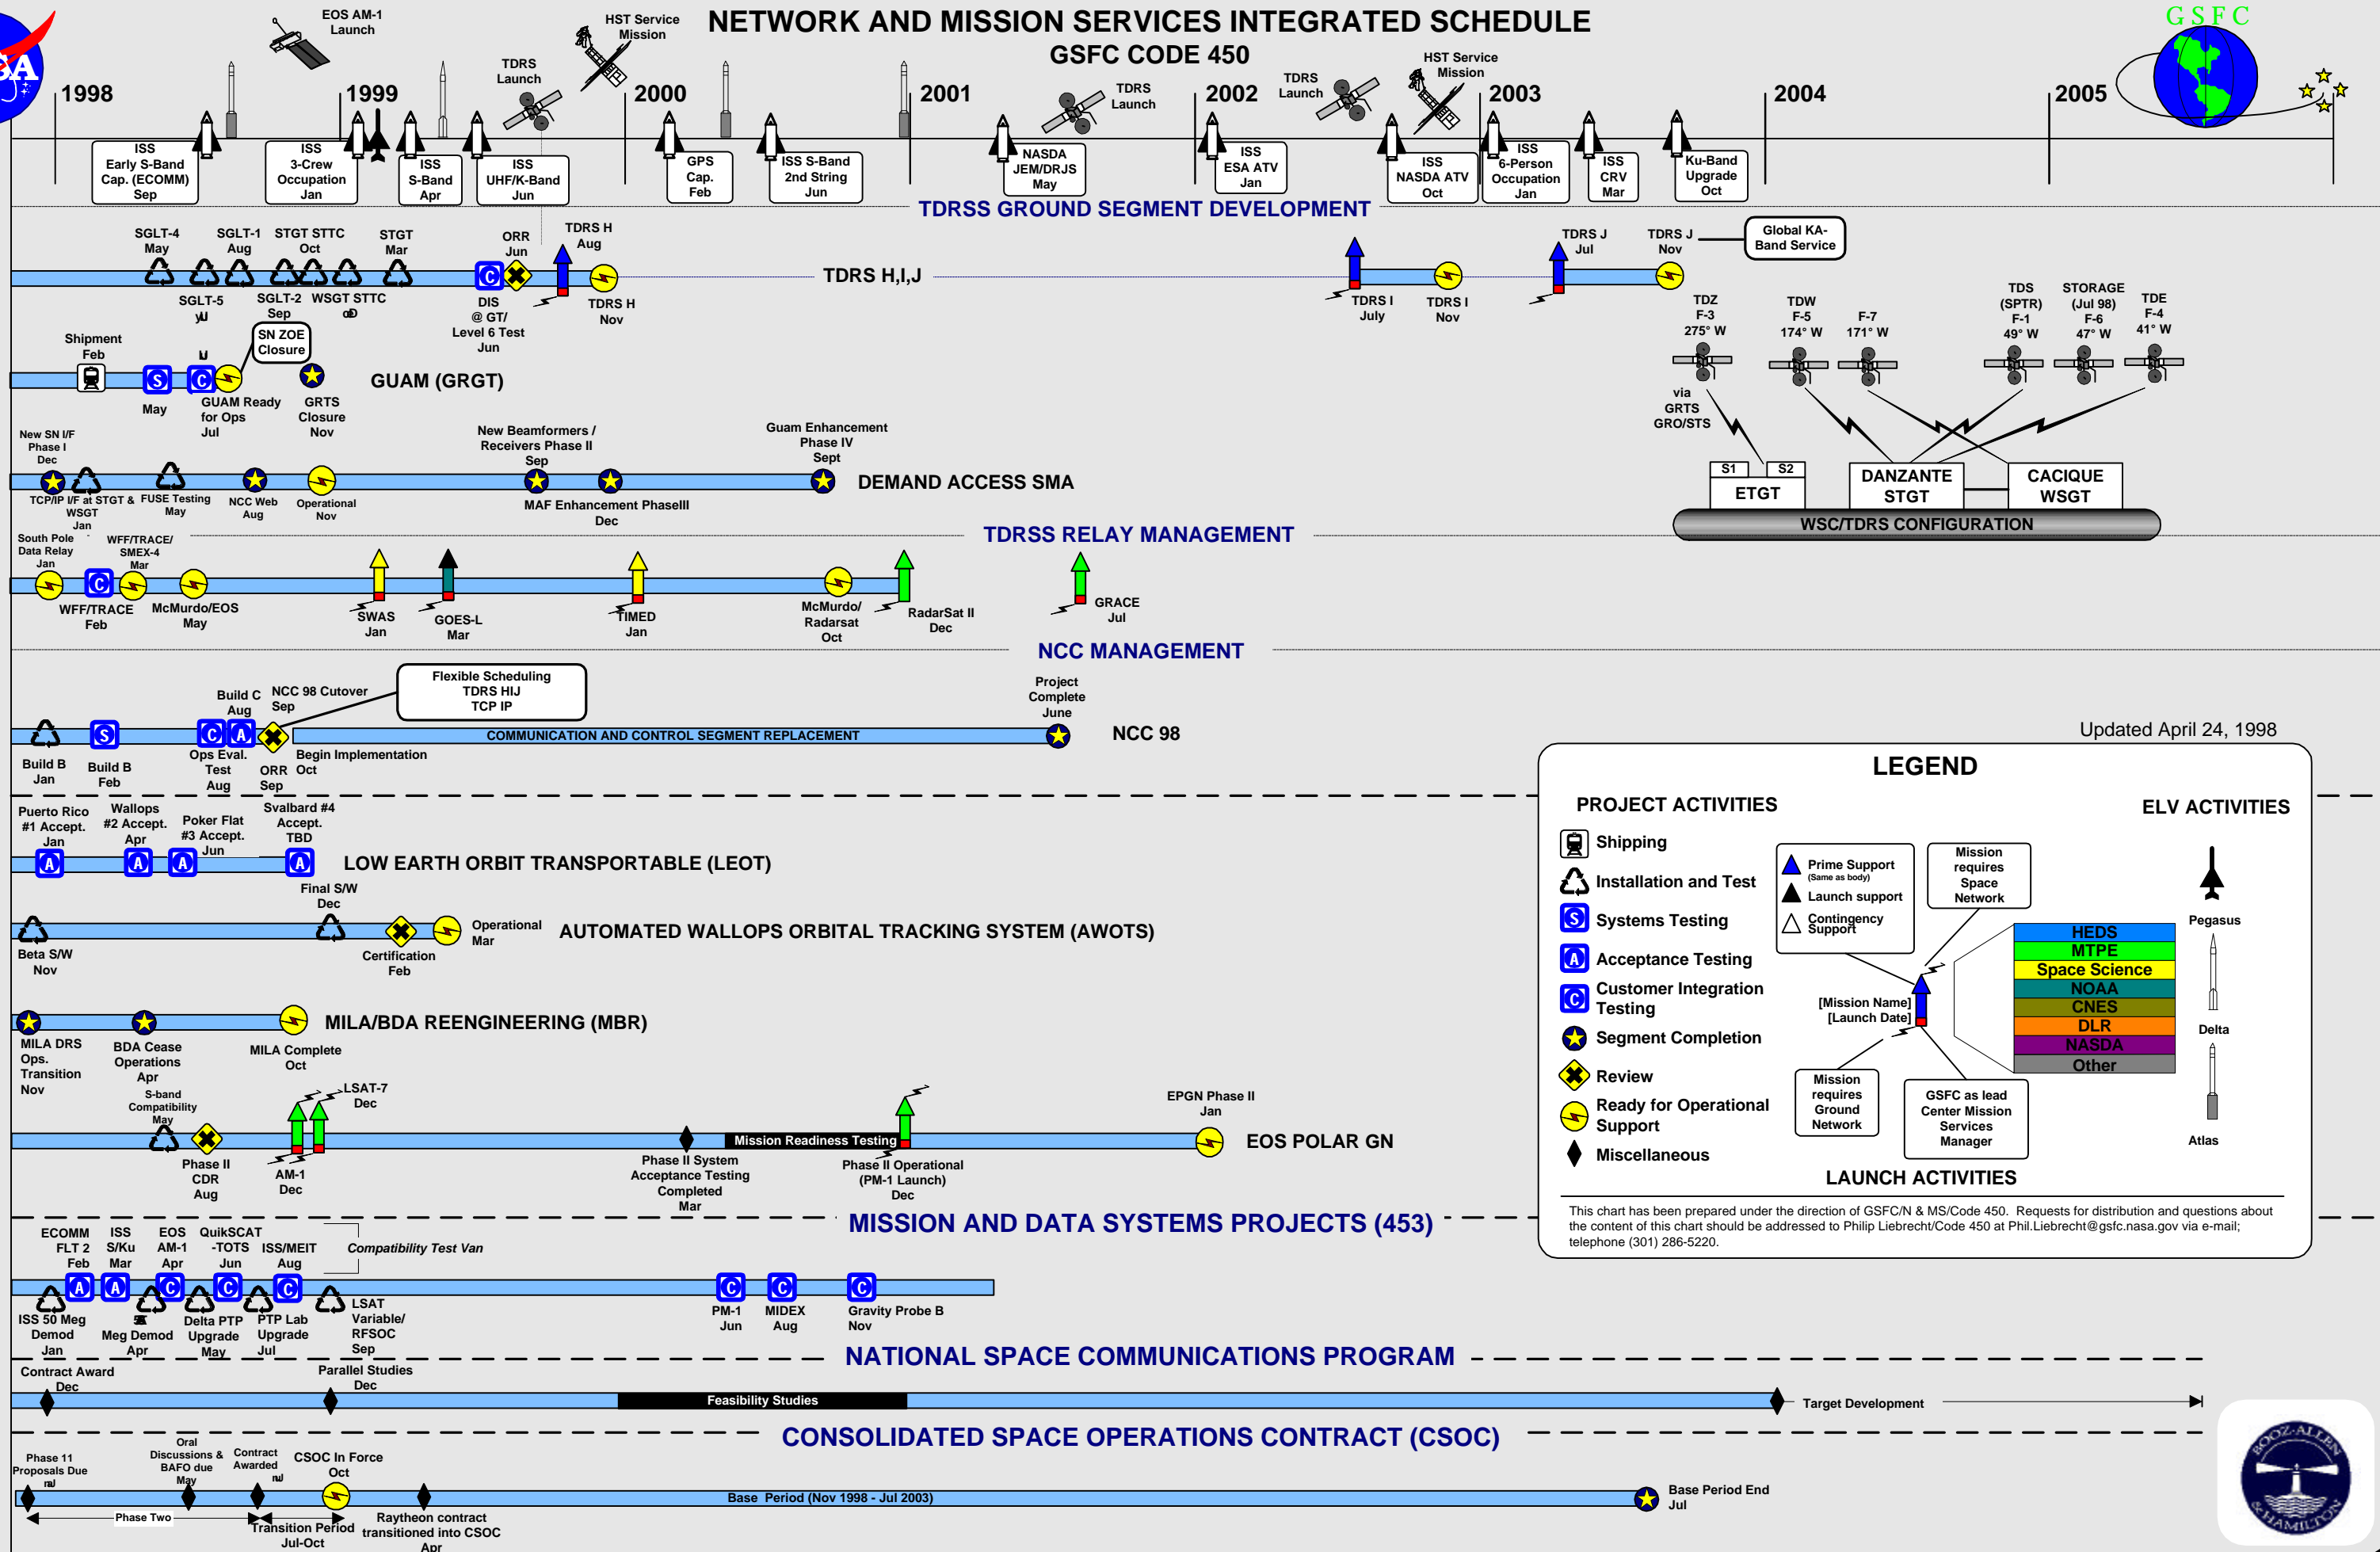 NETWORK AND MISSION SERVICES INTEGRATED SCHEDULE
GSFC CODE 450
GSFC
EOS AM-1
Launch
HST Service
Mission
TDRS
Launch
TDRS
Launch
TDRS
Launch
HST Service
Mission
1998
1999
2000
2001
2002
2003
2004
2005
ISS
Early S-Band
Cap. (ECOMM)
Sep
ISS
3-Crew
Occupation
Jan
ISS
S-Band
Apr
ISS
UHF/K-Band
Jun
GPS
Cap.
Feb
ISS S-Band
2nd String
Jun
NASDA
JEM/DRJS
May
ISS
ESA ATV
Jan
ISS
NASDA ATV
Oct
ISS
6-Person
Occupation
Jan
ISS
CRV
Mar
Ku-Band
Upgrade
Oct
TDRSS GROUND SEGMENT DEVELOPMENT
SGLT-4
May
SGLT-1
Aug
STGT STTC
Oct
STGT
Mar
ORR
Jun
TDRS H
Aug
TDRS J
Jul
TDRS J
Nov
Global KA-
Band Service
TDRS H,I,J
SGLT-5
SGLT-2
Sep
WSGT STTC
DIS
@ GT/
Level 6 Test
Jun
TDRS H
Nov
TDRS I
July
TDRS I
Nov
Shipment
Feb
SN ZOE
Closure
GUAM (GRGT)
May
GUAM Ready
for Ops
Jul
GRTS
Closure
Nov
TDZ
F-3
275° W
TDW
F-5
174° W
F-7
171° W
TDS
(SPTR)
F-1
49° W
STORAGE
(Jul 98)
F-6
47° W
TDE
F-4
41° W
via
GRTS
GRO/STS
S1
S2
ETGT
DANZANTE
STGT
CACIQUE
WSGT
WSC/TDRS CONFIGURATION
New SN I/F
Phase I
Dec
New Beamformers /
Receivers Phase II
Sep
Guam Enhancement
Phase IV
Sept
DEMAND ACCESS SMA
TCP/IP I/F at STGT &
WSGT
Jan
FUSE Testing
May
NCC Web
Aug
Operational
Nov
MAF Enhancement PhaseIII
Dec
TDRSS RELAY MANAGEMENT
South Pole
Data Relay
Jan
WFF/TRACE/
SMEX-4
Mar
WFF/TRACE
Feb
McMurdo/EOS
May
SWAS
Jan
GOES-L
Mar
TIMED
Jan
McMurdo/
Radarsat
Oct
RadarSat II
Dec
GRACE
Jul
NCC MANAGEMENT
Build C
Aug
NCC 98 Cutover
Sep
Flexible Scheduling
TDRS HIJ
TCP IP
Project
Complete
June
COMMUNICATION AND CONTROL SEGMENT REPLACEMENT
NCC 98
Build B
Jan
Build B
Feb
Ops Eval.
Test
Aug
ORR
Sep
Begin Implementation
Oct
Updated April 24, 1998
Puerto Rico
#1 Accept.
Jan
Wallops
#2 Accept.
Apr
Poker Flat
#3 Accept.
Jun
Svalbard #4
Accept.
TBD
LOW EARTH ORBIT TRANSPORTABLE (LEOT)
Final S/W
Dec
Operational
Mar
AUTOMATED WALLOPS ORBITAL TRACKING SYSTEM (AWOTS)
Beta S/W
Nov
Certification
Feb
MILA/BDA REENGINEERING (MBR)
MILA DRS
Ops.
Transition
Nov
BDA Cease
Operations
Apr
MILA Complete
Oct
S-band
Compatibility
May
LSAT-7
Dec
EPGN Phase II
Jan
Mission Readiness Testing
EOS POLAR GN
Phase II
CDR
Aug
AM-1
Dec
Phase II System
Acceptance Testing
Completed
Mar
Phase II Operational
(PM-1 Launch)
Dec
LEGEND
PROJECT ACTIVITIES
ELV ACTIVITIES
Shipping
Installation and Test
Systems Testing
Acceptance Testing
Customer Integration
Testing
Segment Completion
Review
Ready for Operational
Support
Miscellaneous
Prime Support
(Same as body)
Launch support
Contingency
Support
Mission
requires
Space
Network
[Mission Name]
[Launch Date]
Mission
requires
Ground
Network
GSFC as lead
Center Mission
Services
Manager
HEDS
MTPE
Space Science
NOAA
CNES
DLR
NASDA
Other
Pegasus
Delta
Atlas
LAUNCH ACTIVITIES
This chart has been prepared under the direction of GSFC/N & MS/Code 450. Requests for distribution and questions about
the content of this chart should be addressed to Philip Liebrecht/Code 450 at Phil.Liebrecht@gsfc.nasa.gov via e-mail;
telephone (301) 286-5220.
MISSION AND DATA SYSTEMS PROJECTS (453)
ECOMM
FLT 2
Feb
ISS
S/Ku
Mar
EOS
AM-1
Apr
QuikSCAT
-TOTS
Jun
ISS/MEIT
Aug
Compatibility Test Van
ISS 50 Meg
Demod
Jan
Meg Demod
Apr
Delta PTP
Upgrade
May
PTP Lab
Upgrade
Jul
LSAT
Variable/
RFSOC
Sep
PM-1
Jun
MIDEX
Aug
Gravity Probe B
Nov
NATIONAL SPACE COMMUNICATIONS PROGRAM
Contract Award
Dec
Parallel Studies
Dec
Feasibility Studies
Target Development
CONSOLIDATED SPACE OPERATIONS CONTRACT (CSOC)
Phase 11
Proposals Due
Oral
Discussions &
BAFO due
May
Contract
Awarded
CSOC In Force
Oct
Base Period (Nov 1998 - Jul 2003)
Base Period End
Jul
Phase Two
Transition Period
Jul-Oct
Raytheon contract
transitioned into CSOC
Apr
BOOZ·ALLEN
& HAMILTON